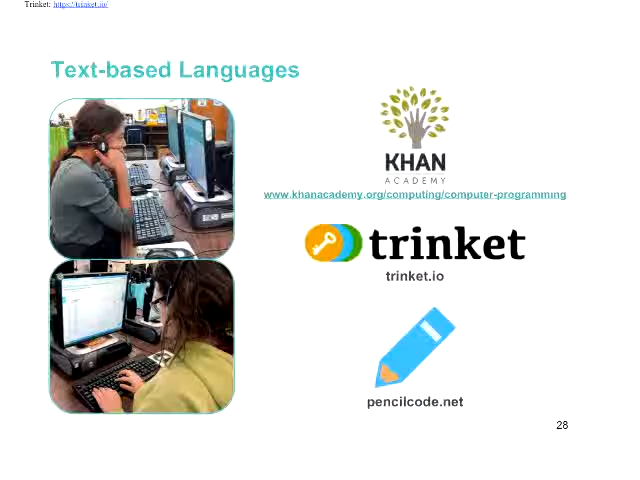 Trinket: https://trinket.io/
Text-based Languages
KHAN
ACADEMY
www.khanacademy.org/computing/computer-programming
trinket
trinket.io
pencilcode.net
28